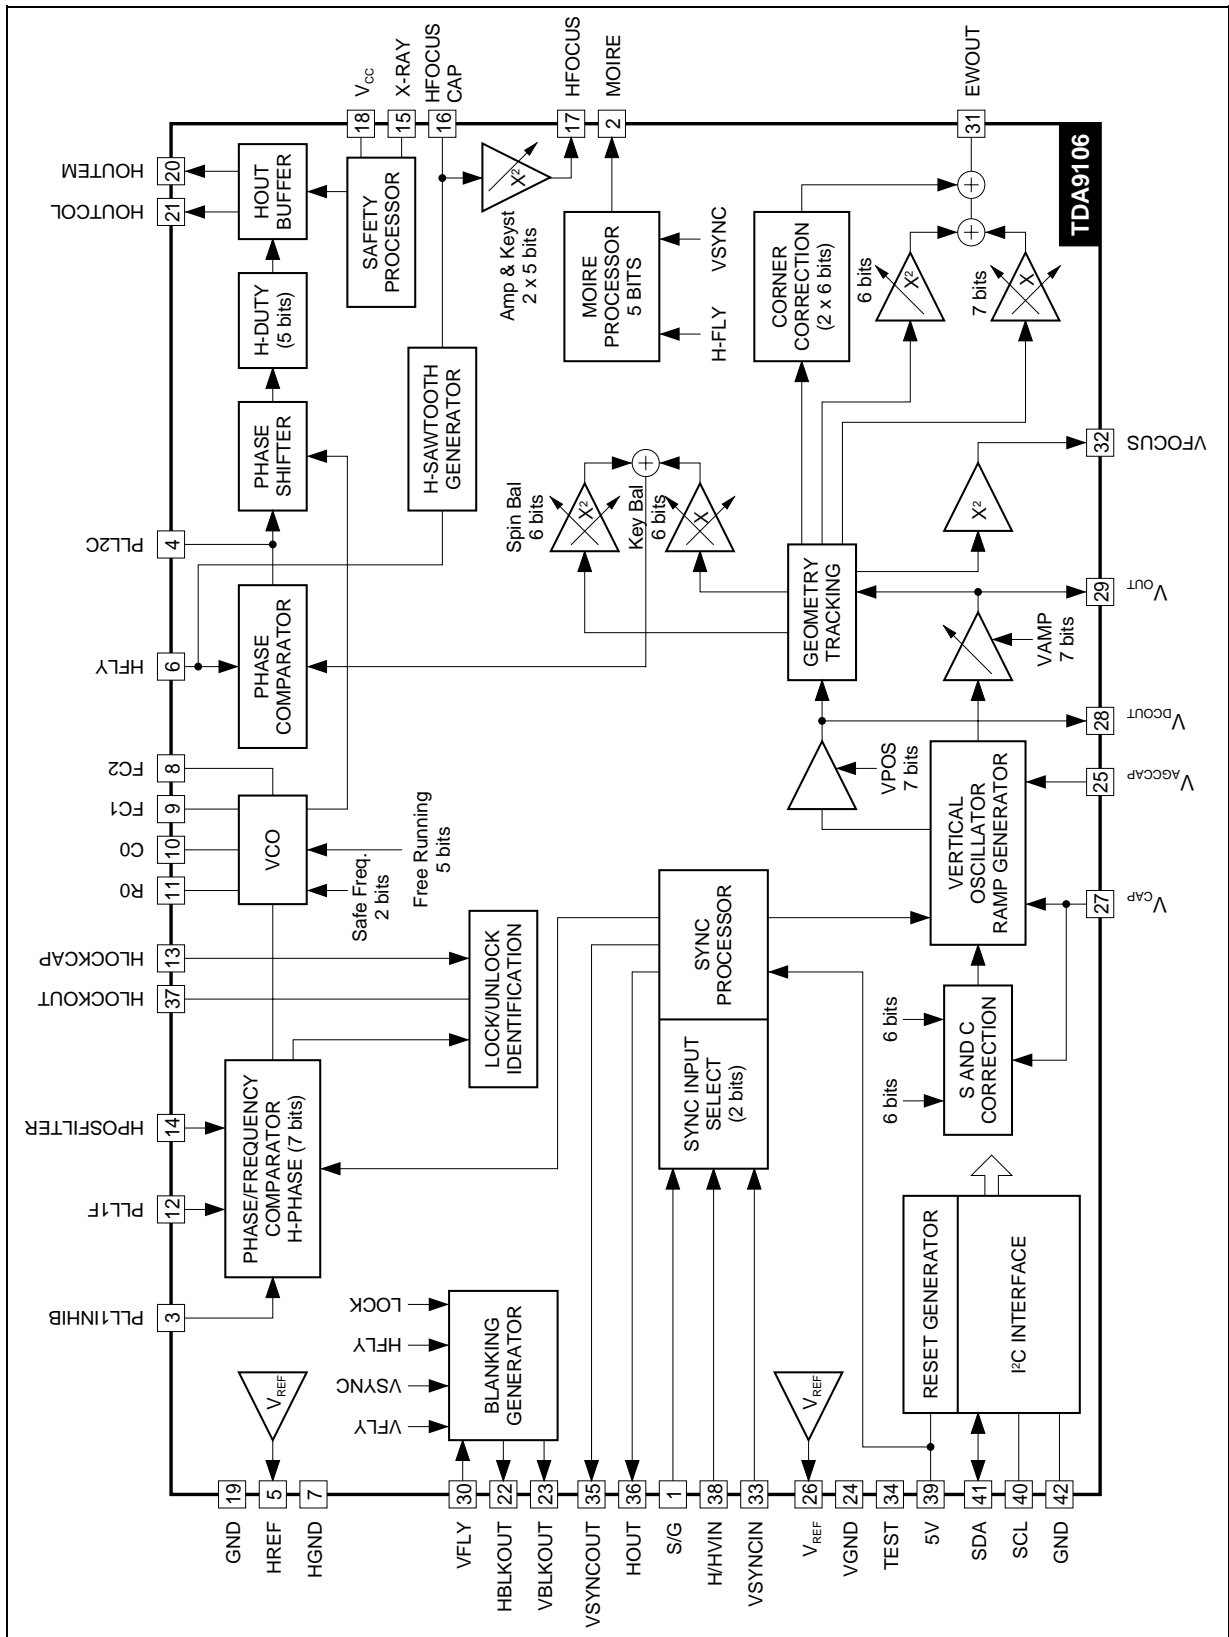 HOUTEM
20
HOUTCOL
21
PLL2C
4
HFLY
6
FC2
8
FC1
9
C0
10
R0
11
HLOCKCAP
13
HLOCKOUT
37
HPOSFILTER
14
PLL1F
12
PLL1INHIB
3
18
VCC
15
X-RAY
16
HFOCUS
CAP
17
HFOCUS
2
MOIRE
31
EWOUT
TDA9106
HOUT
BUFFER
SAFETY
PROCESSOR
H-DUTY
(5 bits)
PHASE
SHIFTER
H-SAWTOOTH
GENERATOR
PHASE
COMPARATOR
VCO
Safe Freq.
2 bits
Free Running
5 bits
LOCK/UNLOCK
IDENTIFICATION
PHASE/FREQUENCY
COMPARATOR
H-PHASE (7 bits)
X2
Amp & Keyst
2 x 5 bits
MOIRE
PROCESSOR
5 BITS
VSYNC
H-FLY
CORNER
CORRECTION
(2 x 6 bits)
6 bits
X2
7 bits
X
Spin Bal
6 bits
X2
+
Key Bal
6 bits
X
+
+
GEOMETRY
TRACKING
X2
32
VFOCUS
29
VOUT
VAMP
7 bits
28
VDCOUT
VPOS
7 bits
25
VAGCCAP
VERTICAL
OSCILLATOR
RAMP GENERATOR
27
VCAP
SYNC
PROCESSOR
SYNC INPUT
SELECT
(2 bits)
6 bits
6 bits
S AND C
CORRECTION
VREF
LOCK
HFLY
VSYNC
VFLY
BLANKING
GENERATOR
VREF
RESET GENERATOR
I2C INTERFACE
GND
19
HREF
5
HGND
7
VFLY
30
HBLKOUT
22
VBLKOUT
23
VSYNCOUT
35
HOUT
36
S/G
1
H/HVIN
38
VSYNCIN
33
VREF
26
VGND
24
TEST
34
5V
39
SDA
41
SCL
40
GND
42